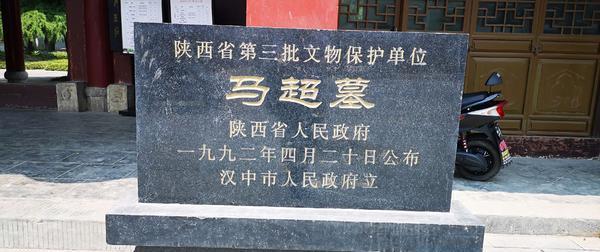 陕西省第三批文物保护单位
马超墓
陕西省人民政府
一九九二年四月二十日公布
汉中市人民政府立